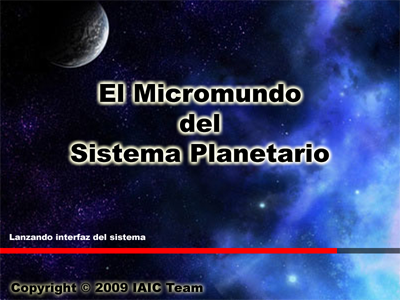 El Micromundo
del
Sistema Planetario
Lanzando interfaz del sistema
Copyright © 2009 IAIC Team